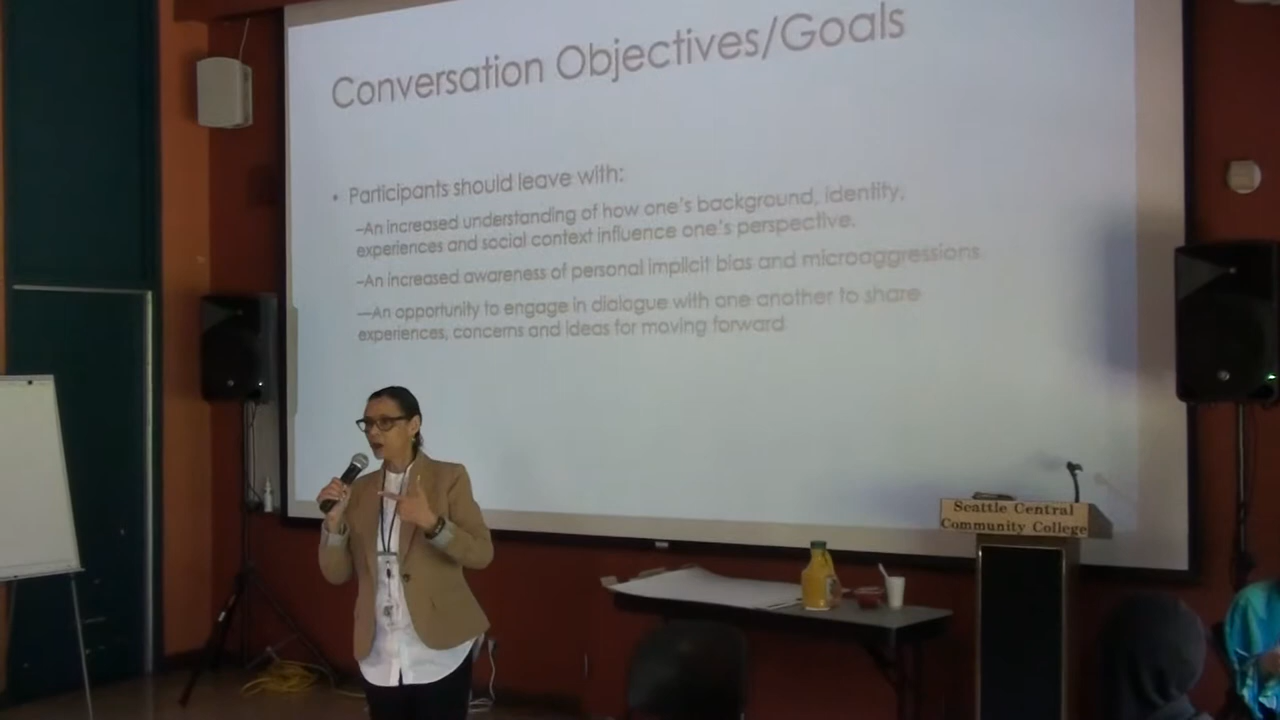 Conversation Objectives/Goals
• Participants should leave with:
–An increased understanding of how one's background, identity,
experiences and social context influence one's perspective.
–An increased awareness of personal implicit bias and microaggressions
—An opportunity to engage in dialogue with one another to share
experiences, concerns and ideas for moving forward
Seattle Central
Community College